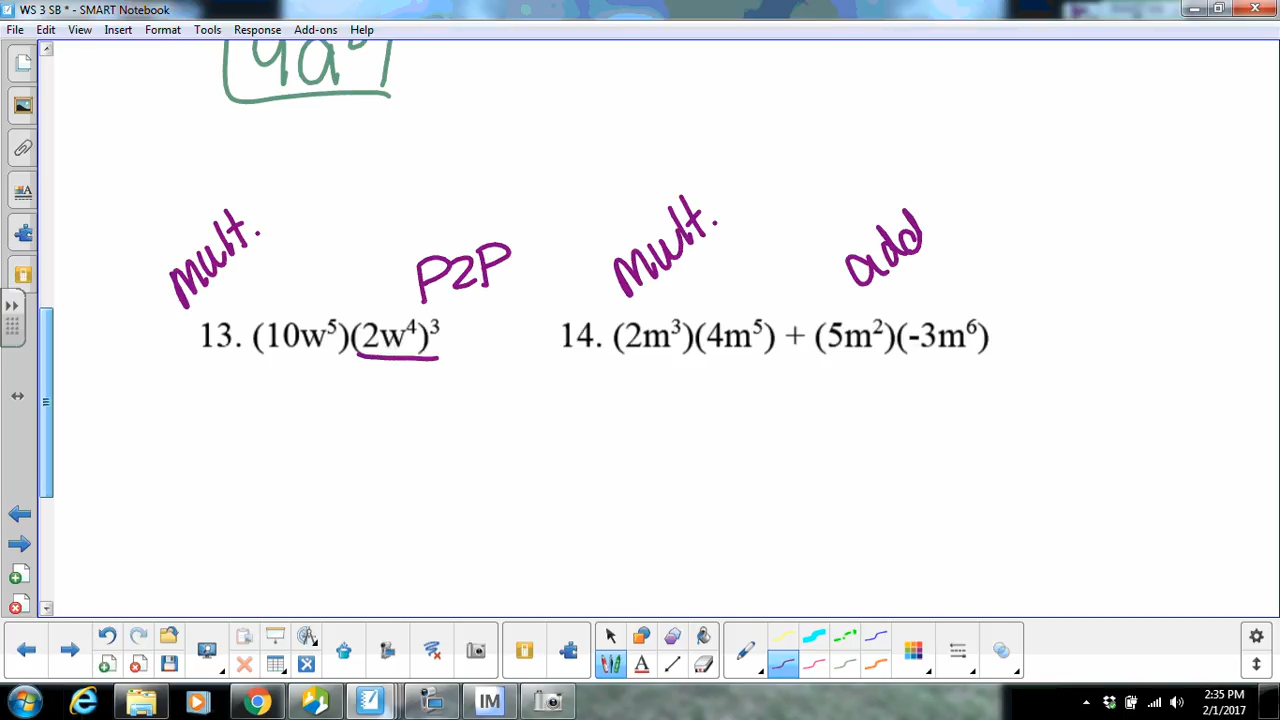 WS 3 SB * - SMART Notebook
File Edit View Insert Format Tools Response Add-ons Help
mult. P2P mult. add
13. (10w⁵)(2w⁴)³ 14. (2m³)(4m⁵) + (5m²)(-3m⁶)
IM
2:35 PM
2/1/2017